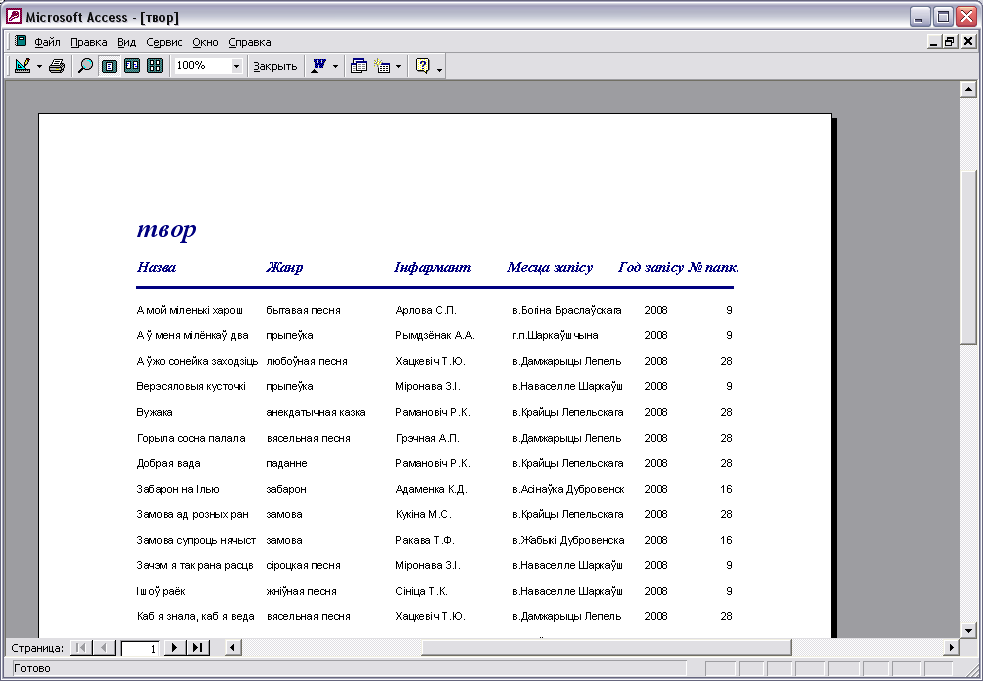 Microsoft Access - [твор]
Файл Правка Вид Сервис Окно Справка
100% Закрыть
твор
Назва Жанр Інфармант Месца запісу Год запісу № папк.
А мой міленькі харош бытавая песня Арлова С.П. в.Богіна Браслаўскага 2008 9
А ў меня мілёнкаў два прыпеўка Рымдзёнак А.А. г.п.Шаркаўшчына 2008 9
А ўжо сонейка заходзіць любоўная песня Хацкевіч Т.Ю. в.Дамжарыцы Лепель 2008 28
Верэсяловыя кусточкі прыпеўка Міронава З.І. в.Наваселле Шаркаўш 2008 9
Вужака анекдатычная казка Рамановіч Р.К. в.Крайцы Лепельскага 2008 28
Горыла сосна палала вясельная песня Грэчная А.П. в.Дамжарыцы Лепель 2008 28
Добрая вада паданне Рамановіч Р.К. в.Крайцы Лепельскага 2008 28
Забарон на Ілью забарон Адаменка К.Д. в.Асінаўка Дубровенск 2008 16
Замова ад розных ран замова Кукіна М.С. в.Крайцы Лепельскага 2008 28
Замова супроць нячыст замова Ракава Т.Ф. в.Жабыкі Дубровенска 2008 16
Зачэм я так рана расцв сіроцкая песня Міронава З.І. в.Наваселле Шаркаўш 2008 9
Ішоў раёк жніўная песня Сініца Т.К. в.Наваселле Шаркаўш 2008 9
Каб я знала, каб я веда вясельная песня Хацкевіч Т.Ю. в.Дамжарыцы Лепель 2008 28
Страница: 1
Готово